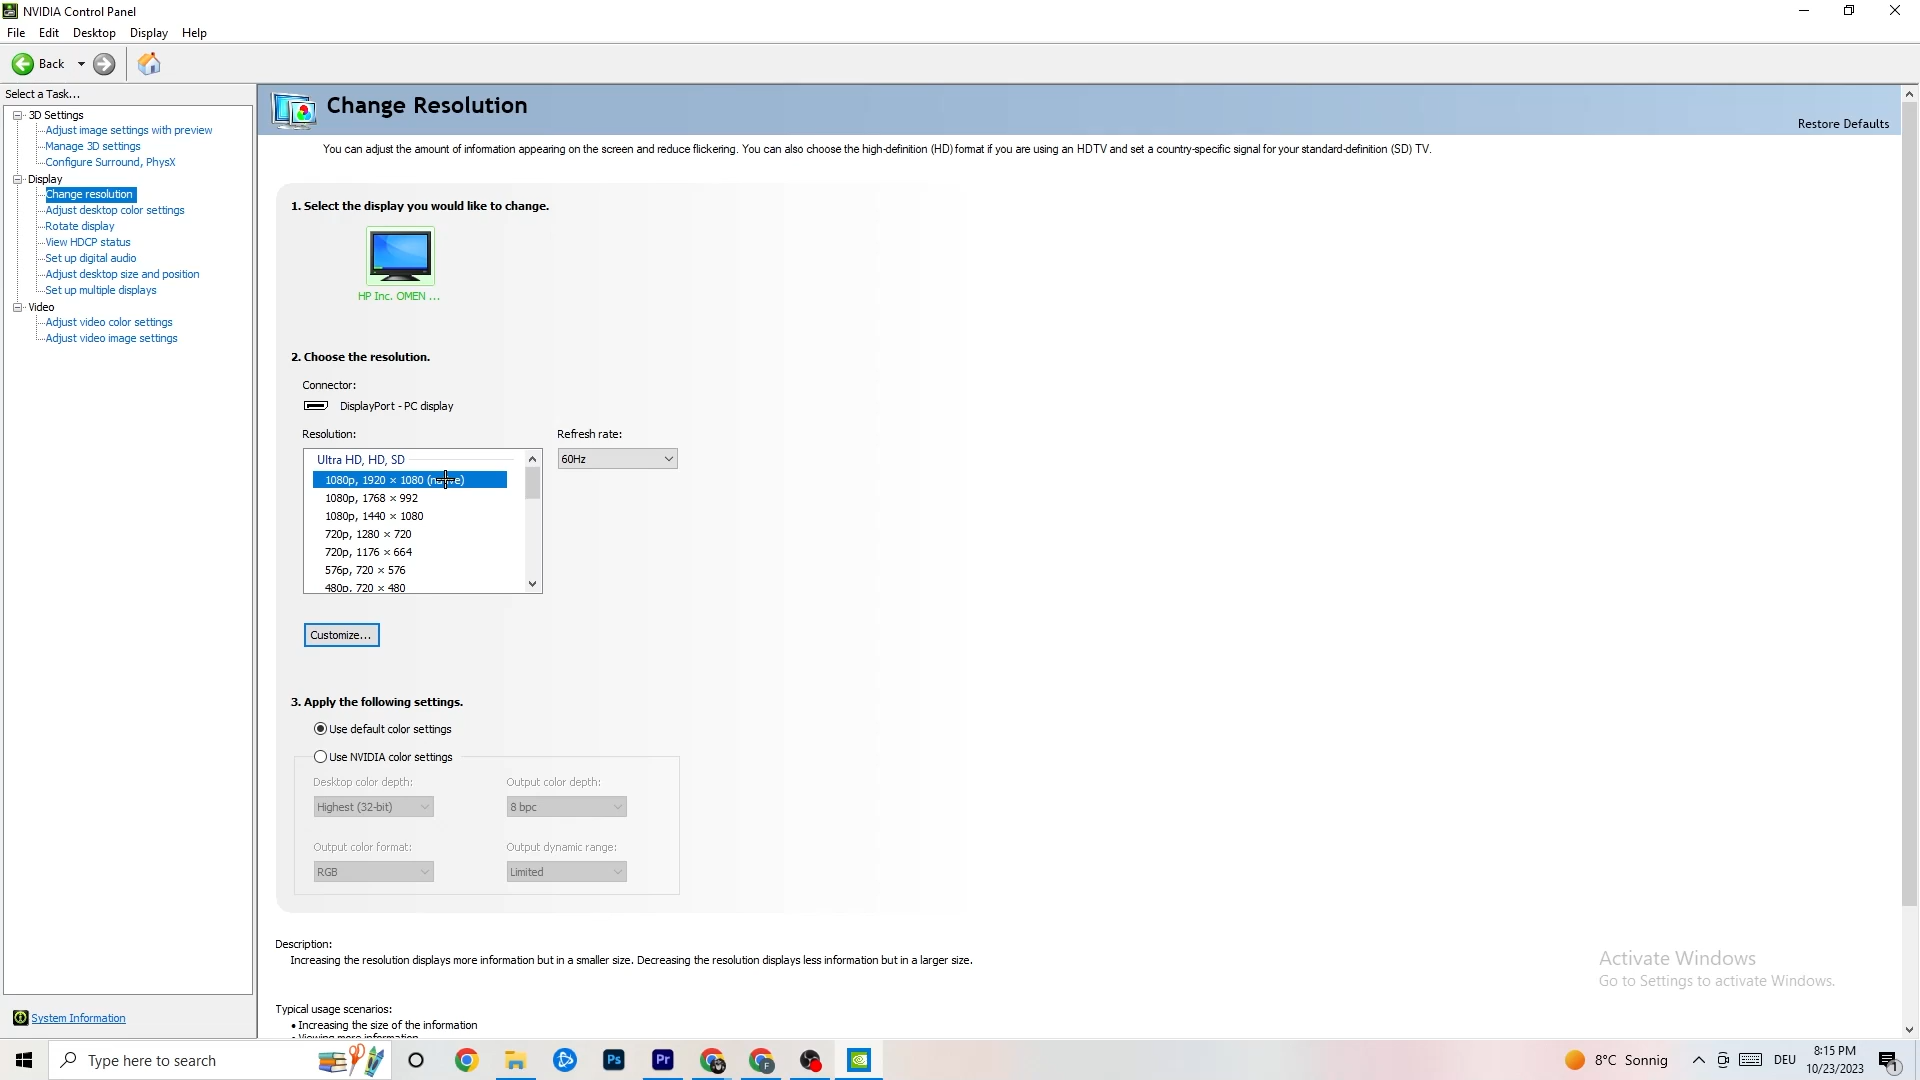 NVIDIA Control Panel
File Edit Desktop Display Help
Back
Select a Task...
3D Settings
Adjust image settings with preview
Manage 3D settings
Configure Surround, PhysX
Display
Change resolution
Adjust desktop color settings
Rotate display
View HDCP status
Set up digital audio
Adjust desktop size and position
Set up multiple displays
Video
Adjust video color settings
Adjust video image settings
System Information
Change Resolution
Restore Defaults
You can adjust the amount of information appearing on the screen and reduce flickering. You can also choose the high-definition (HD) format if you are using an HDTV and set a country-specific signal for your standard-definition (SD) TV.
1. Select the display you would like to change.
HP Inc. OMEN ...
2. Choose the resolution.
Connector:
DisplayPort - PC display
Resolution:
Refresh rate:
Ultra HD, HD, SD
60Hz
1080p, 1920 × 1080 (native)
1080p, 1768 × 992
1080p, 1440 × 1080
720p, 1280 × 720
720p, 1176 × 664
576p, 720 × 576
480p, 720 × 480
Customize...
3. Apply the following settings.
Use default color settings
Use NVIDIA color settings
Desktop color depth: Output color depth:
Highest (32-bit) 8 bpc
Output color format: Output dynamic range:
RGB Limited
Description:
Increasing the resolution displays more information but in a smaller size. Decreasing the resolution displays less information but in a larger size.
Typical usage scenarios:
• Increasing the size of the information
• Viewing more information
Activate Windows
Go to Settings to activate Windows.
Type here to search
Ps
Pr
F
8°C Sonnig
DEU
8:15 PM
10/23/2023
1